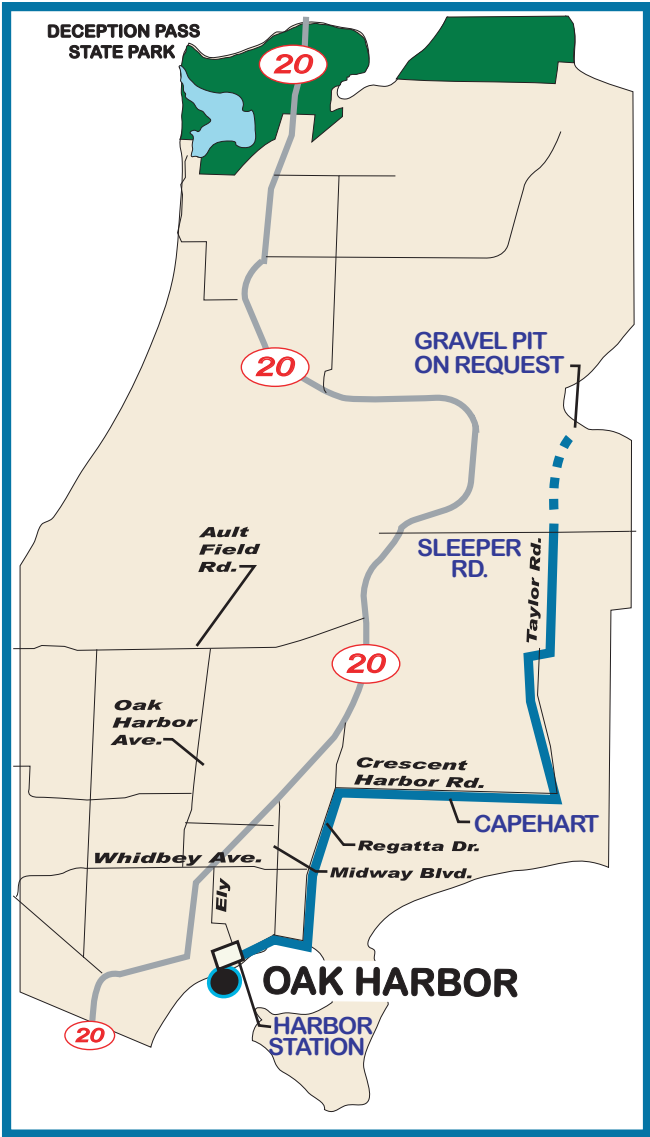 DECEPTION PASS
STATE PARK
20
GRAVEL PIT
ON REQUEST
20
Ault
Field
Rd.
SLEEPER
RD.
Taylor Rd.
20
Oak
Harbor
Ave.
Crescent
Harbor Rd.
CAPEHART
Regatta Dr.
Whidbey Ave.
Midway Blvd.
Ely
OAK HARBOR
HARBOR
STATION
20